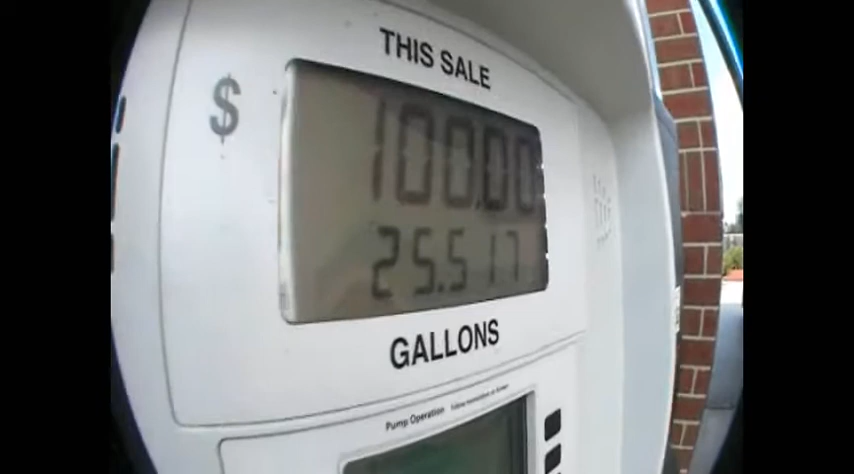 THIS SALE
$ 100.00
25.517
GALLONS
Pump Operation